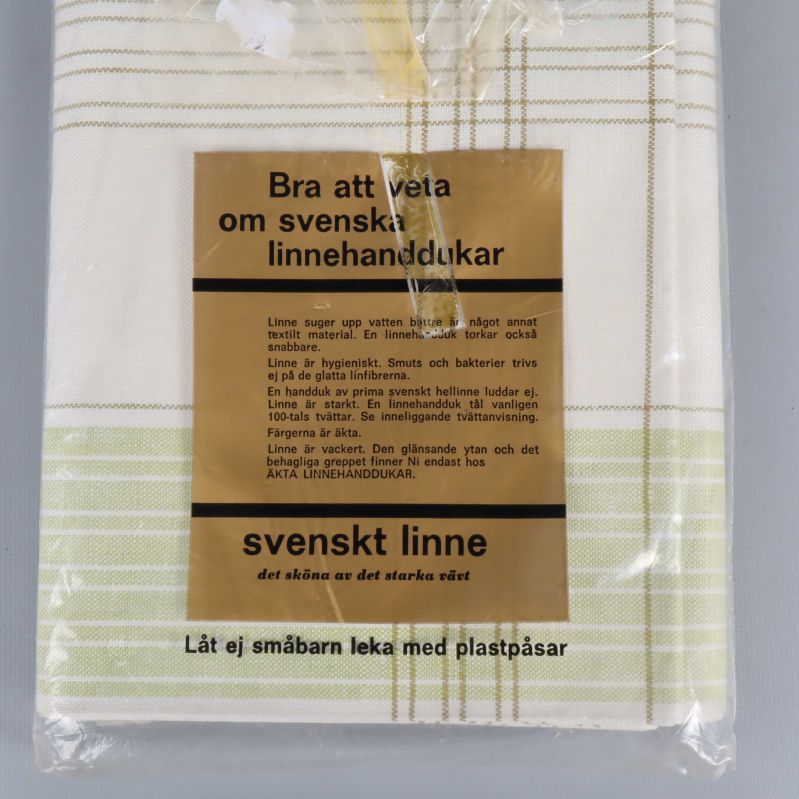 Bra att veta
om svenska
linnehanddukar
Linne suger upp vatten bättre än något annat
textilt material. En linnehandduk torkar också
snabbare.
Linne är hygieniskt. Smuts och bakterier trivs
ej på de glatta linfibrerna.
En handduk av prima svenskt hellinne luddar ej.
Linne är starkt. En linnehandduk tål vanligen
100-tals tvättar. Se inneliggande tvättanvisning.
Färgerna är äkta.
Linne är vackert. Den glänsande ytan och det
behagliga greppet finner Ni endast hos
ÄKTA LINNEHANDDUKAR.
svenskt linne
det sköna av det starka vävt
Låt ej småbarn leka med plastpåsar